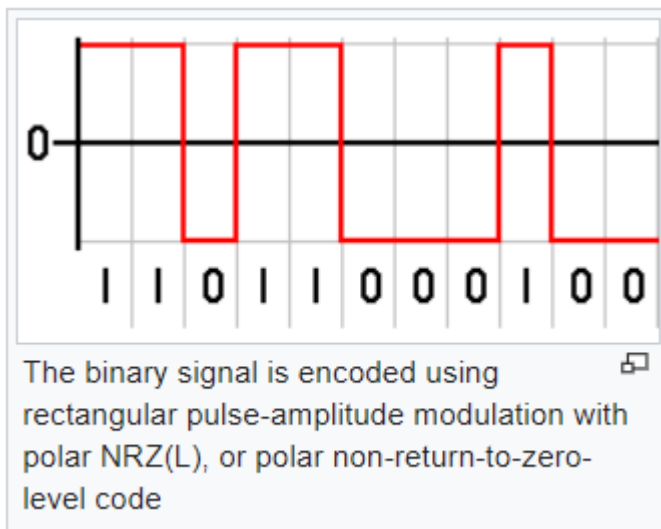 0
1 1 0 1 1 0 0 0 1 0 0
The binary signal is encoded using
rectangular pulse-amplitude modulation with
polar NRZ(L), or polar non-return-to-zero-
level code